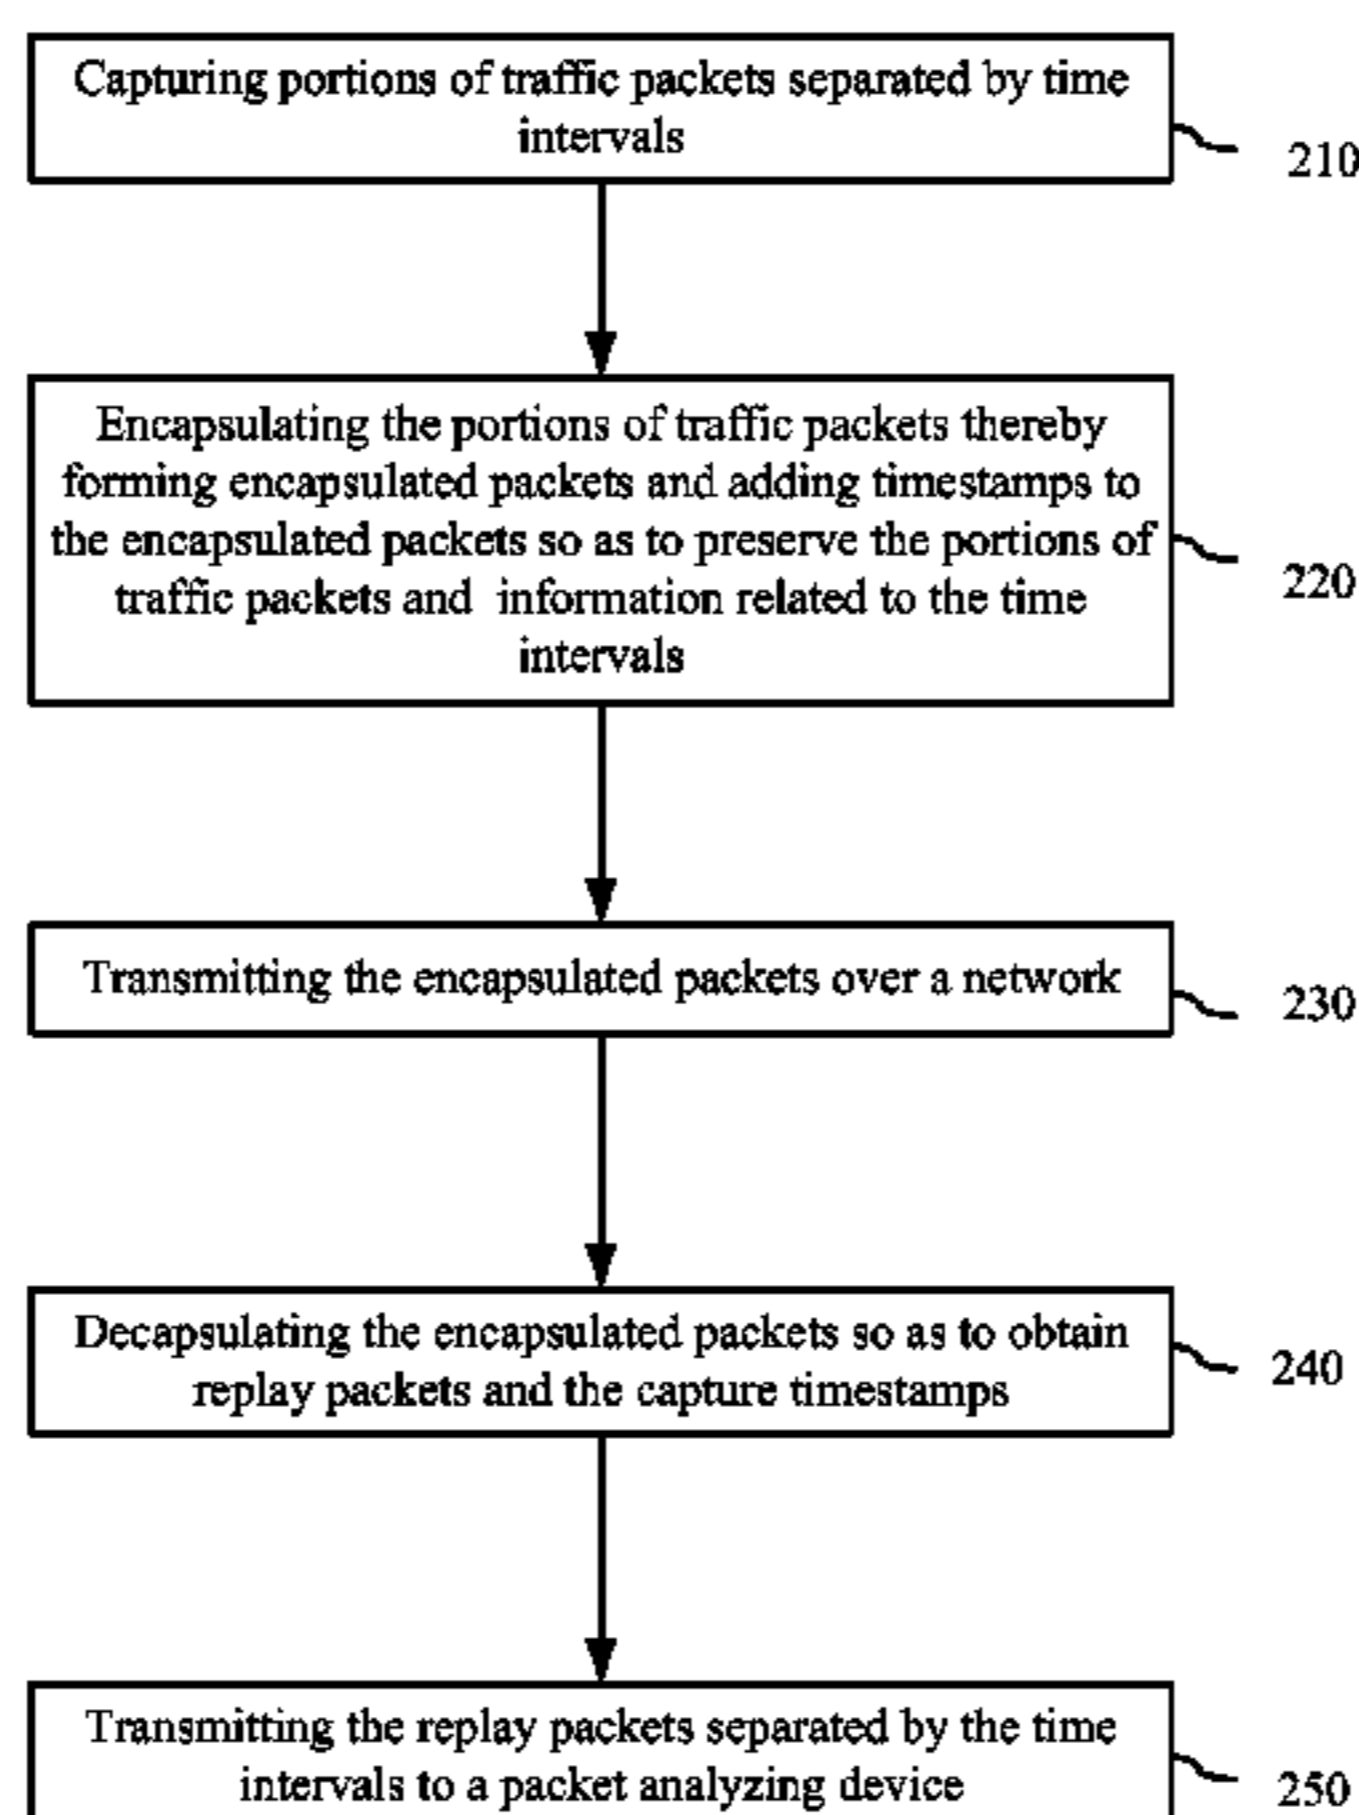 Capturing portions of traffic packets separated by time
intervals
210
Encapsulating the portions of traffic packets thereby
forming encapsulated packets and adding timestamps to
the encapsulated packets so as to preserve the portions of
traffic packets and information related to the time
intervals
220
Transmitting the encapsulated packets over a network
230
Decapsulating the encapsulated packets so as to obtain
replay packets and the capture timestamps
240
Transmitting the replay packets separated by the time
intervals to a packet analyzing device
250